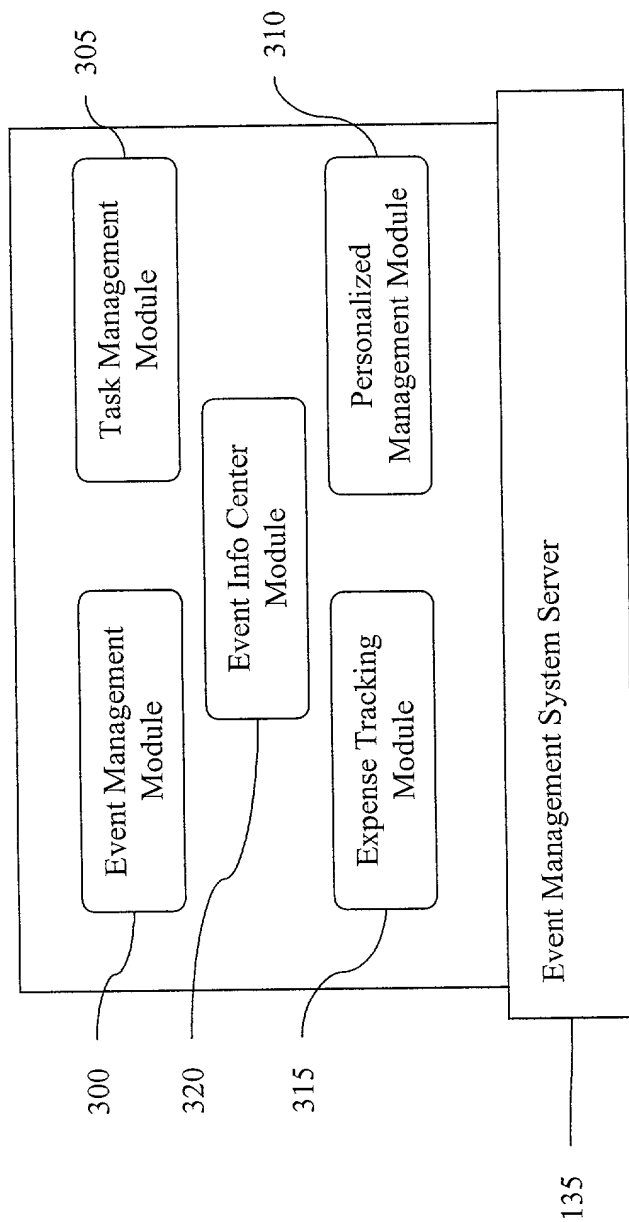 300
Event Management
Module
Task Management
Module
305
320
Event Info Center
Module
315
Expense Tracking
Module
Personalized
Management Module
310
135
Event Management System Server